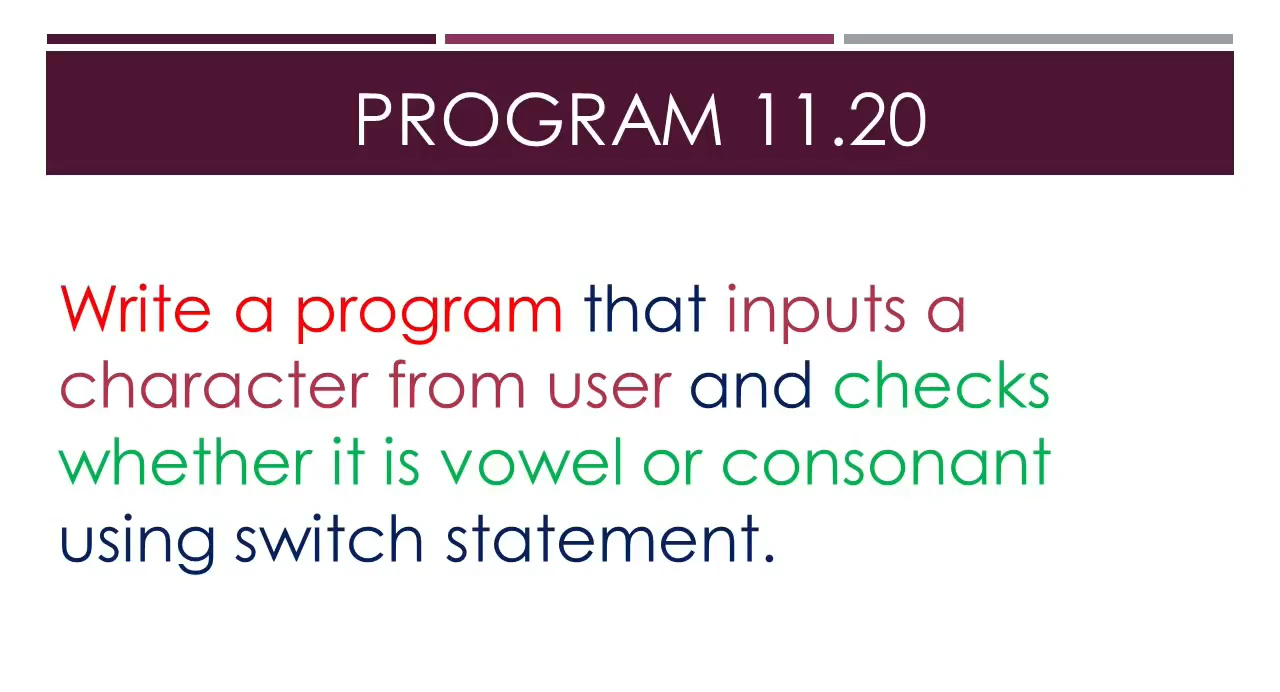 PROGRAM 11.20
Write a program that inputs a
character from user and checks
whether it is vowel or consonant
using switch statement.